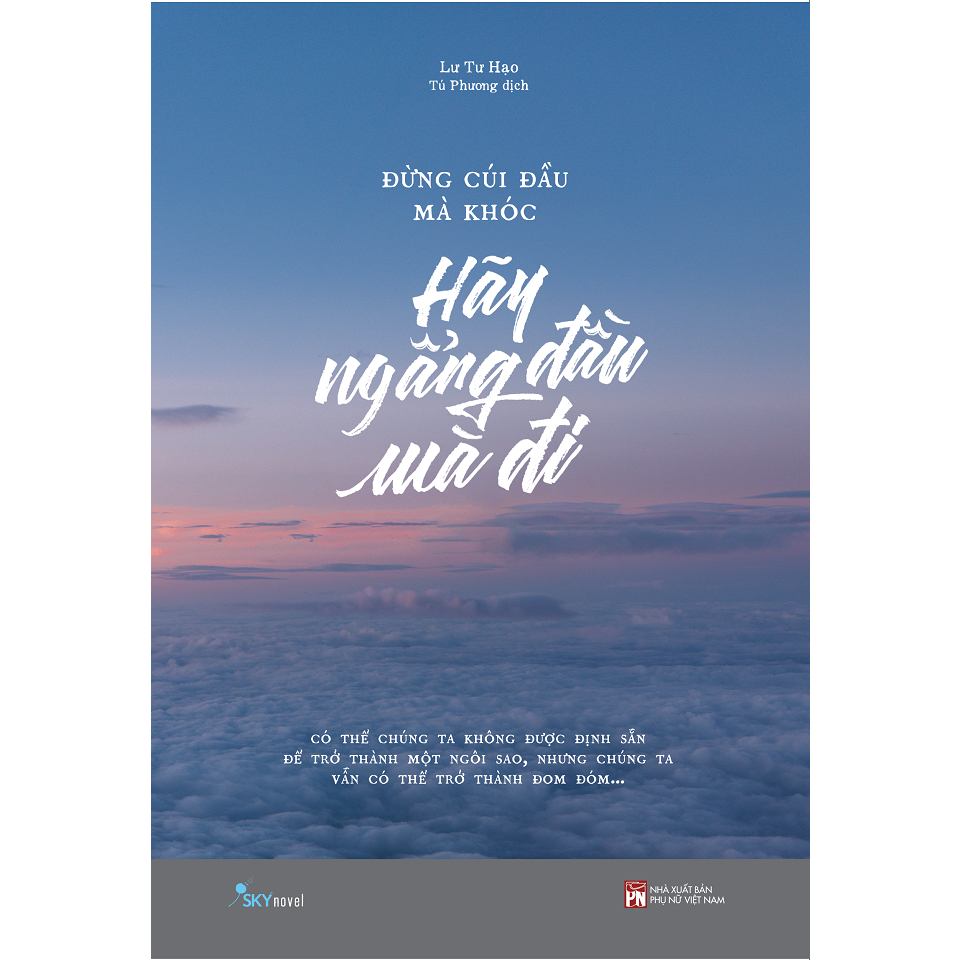 Lư Tư Hạo
Tú Phương dịch
ĐỪNG CÚI ĐẦU
MÀ KHÓC
Hãy
ngẩng đầu
mà đi
CÓ THỂ CHÚNG TA KHÔNG ĐƯỢC ĐỊNH SẴN
ĐỂ TRỞ THÀNH MỘT NGÔI SAO, NHƯNG CHÚNG TA
VẪN CÓ THỂ TRỞ THÀNH ĐOM ĐÓM...
SKYnovel
PN
NHÀ XUẤT BẢN
PHỤ NỮ VIỆT NAM